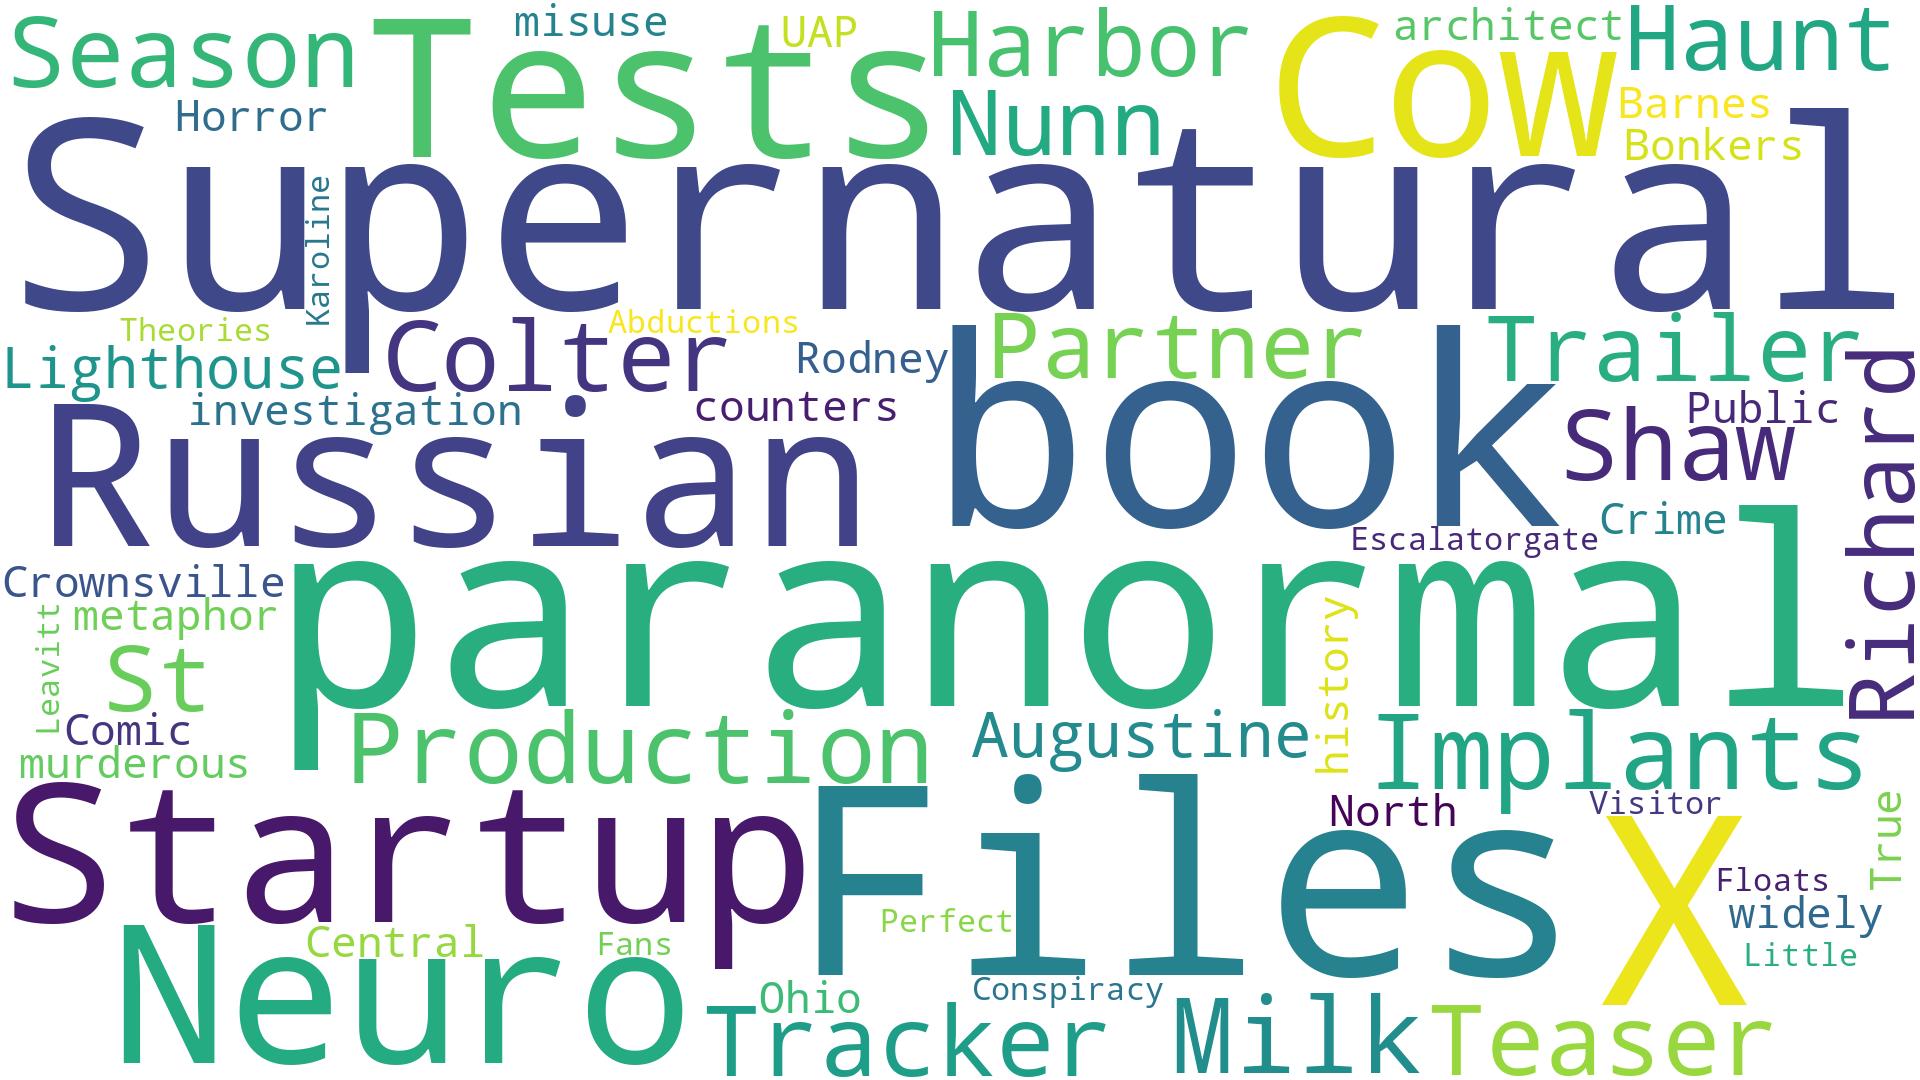 Season
Tests
misuse
UAP
Harbor
Cow
architect
Haunt
Horror
Nunn
Barnes
Bonkers
Supernatural
Karoline
Theories
Lighthouse
Colter
Abductions
Rodney
Partner
Trailer
investigation
counters
Russian
book
Shaw
Public
Richard
Crime
Escalatorgate
Crownsville
paranormal
Leavitt
metaphor
St
Comic
murderous
Production
Augustine
history
Implants
Startup
Files
North
Visitor
X
True
Floats
widely
Little
Neuro
Central
Fans
Perfect
Conspiracy
Ohio
Tracker
Milk
Teaser